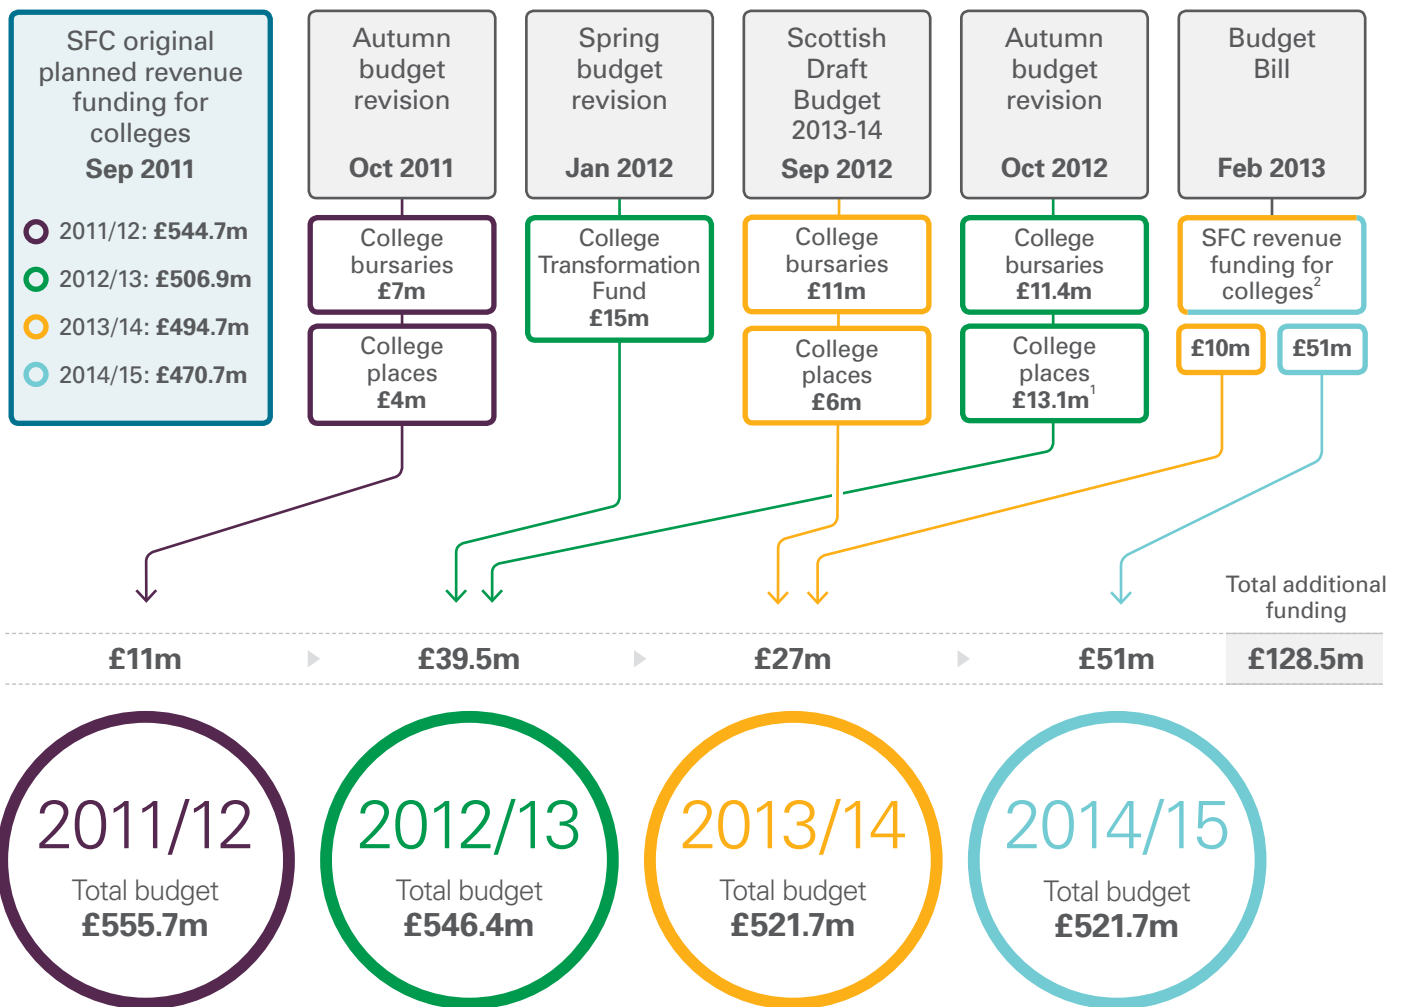 SFC original
planned revenue
funding for
colleges
Sep 2011
2011/12: £544.7m
2012/13: £506.9m
2013/14: £494.7m
2014/15: £470.7m
Autumn
budget
revision
Oct 2011
College
bursaries
£7m
College
places
£4m
Spring
budget
revision
Jan 2012
College
Transformation
Fund
£15m
Scottish
Draft
Budget
2013-14
Sep 2012
College
bursaries
£11m
College
places
£6m
Autumn
budget
revision
Oct 2012
College
bursaries
£11.4m
College
places
£13.1m¹
Budget
Bill
Feb 2013
SFC revenue
funding for
colleges²
£10m
£51m
Total additional
funding
£11m
£39.5m
£27m
£51m
£128.5m
2011/12
Total budget
£555.7m
2012/13
Total budget
£546.4m
2013/14
Total budget
£521.7m
2014/15
Total budget
£521.7m